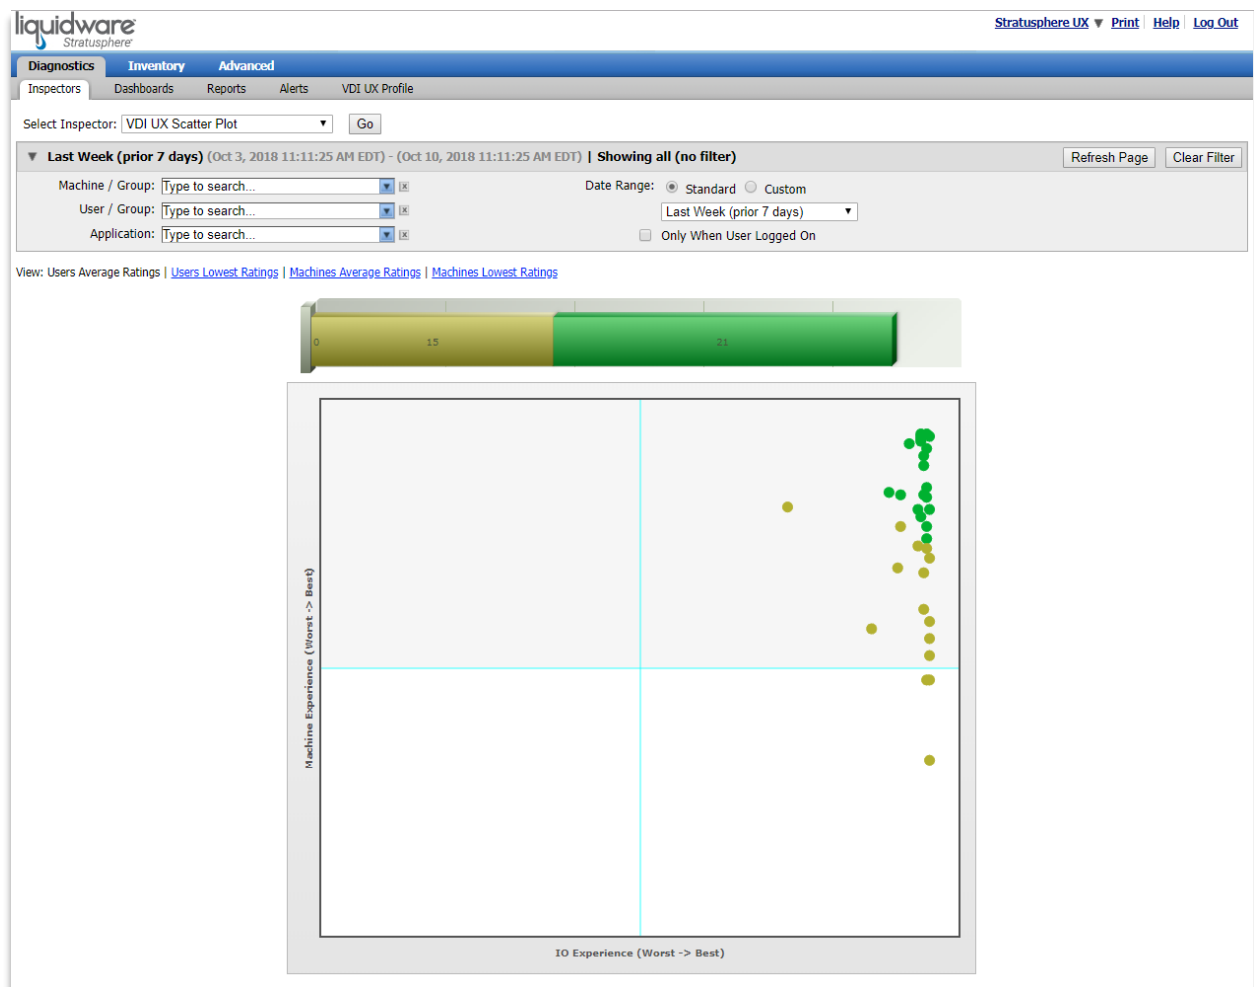 liquidware
Stratusphere
Stratusphere UX ▼ Print Help Log Out
Diagnostics Inventory Advanced
Inspectors Dashboards Reports Alerts VDI UX Profile
Select Inspector: VDI UX Scatter Plot ▼ Go
▼ Last Week (prior 7 days) (Oct 3, 2018 11:11:25 AM EDT) - (Oct 10, 2018 11:11:25 AM EDT) | Showing all (no filter) Refresh Page Clear Filter
Machine / Group: Type to search... x Date Range: Standard Custom
User / Group: Type to search... x Last Week (prior 7 days) ▼
Application: Type to search... x Only When User Logged On
View: Users Average Ratings | Users Lowest Ratings | Machines Average Ratings | Machines Lowest Ratings
0 15 21
Machine Experience (Worst -> Best)
IO Experience (Worst -> Best)